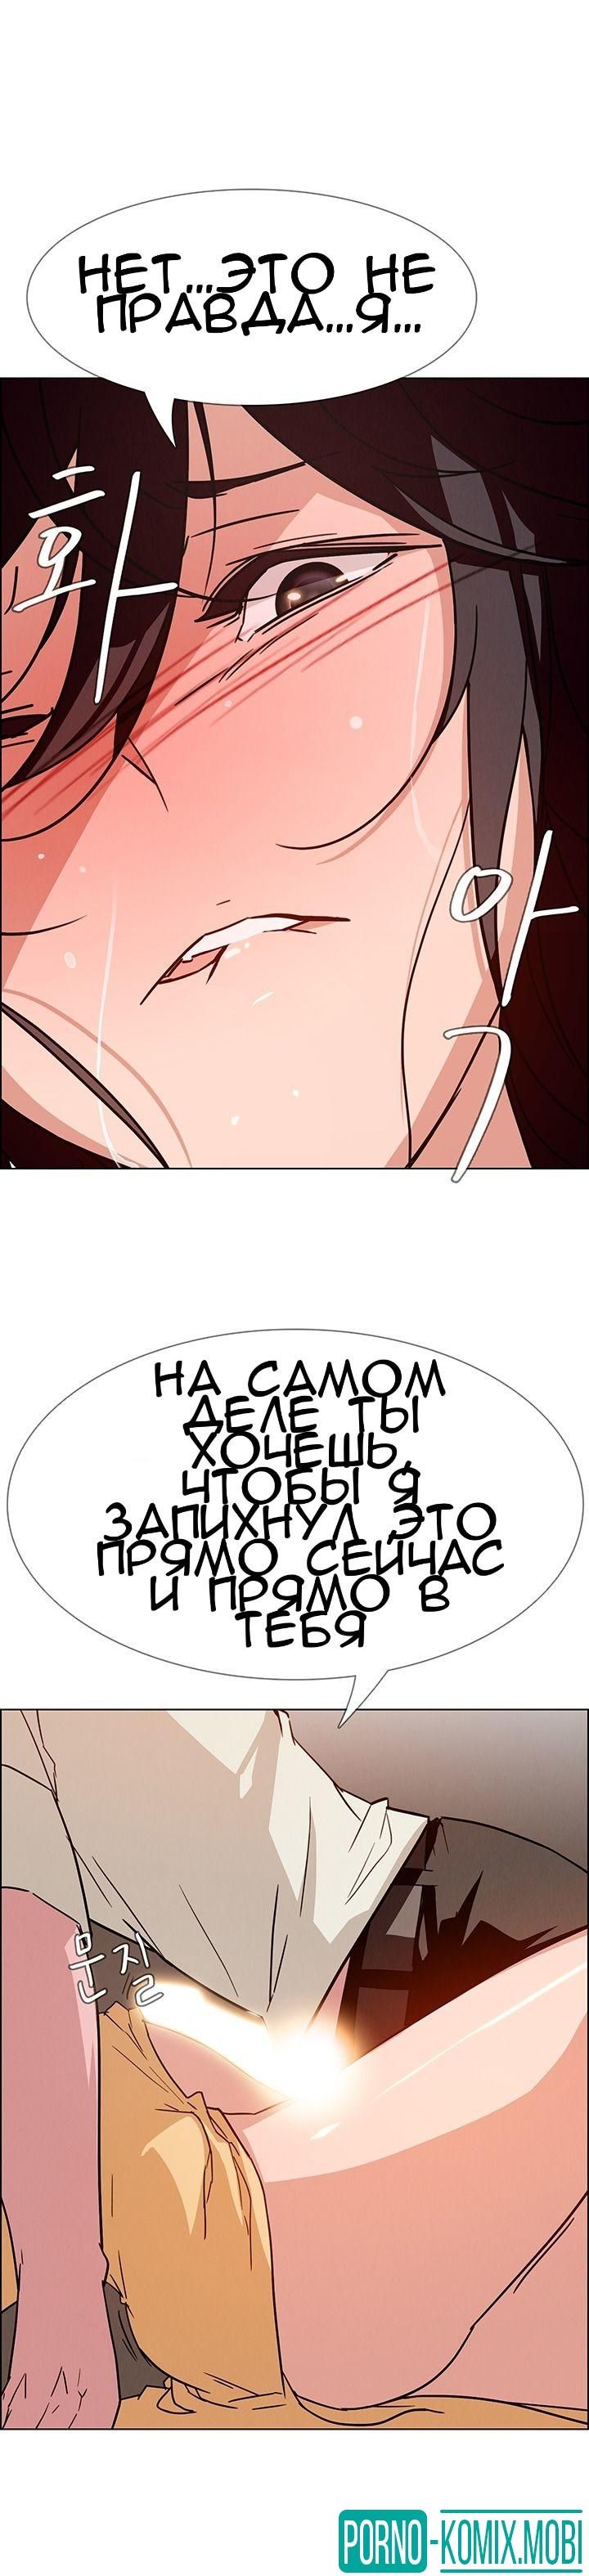 НЕТ...ЭТО НЕ
ПРАВДА...Я...
화
아
ㄱ
НА САМОМ
ДЕЛЕ ТЫ
ХОЧЕШЬ,
ЧТОБЫ Я
ЗАПИХНУЛ ЭТО
ПРЯМО СЕЙЧАС
И ПРЯМО В
ТЕБЯ
문질
PORNO-KOMIX.MOBI